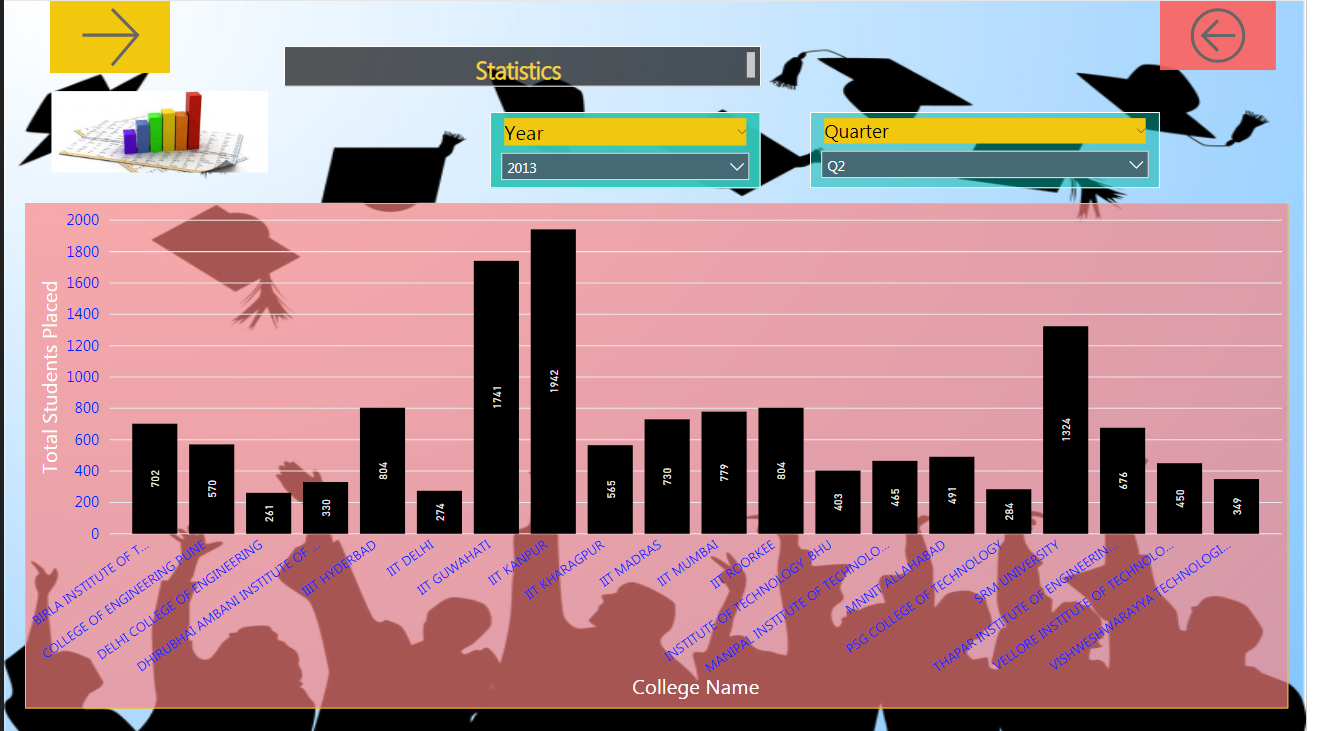 Statistics
Year
Quarter
2013
Q2
Total Students Placed
2000
1800
1600
1400
1200
1000
800
600
400
200
0
702
570
261
330
804
274
1741
1942
565
730
779
804
403
465
491
284
1324
676
450
349
BIRLA INSTITUTE OF T...
COLLEGE OF ENGINEERING,PUNE
DELHI COLLEGE OF ENGINEERING
DHIRUBHAI AMBANI INSTITUTE OF ...
IIIT HYDERBAD
IIT DELHI
IIT GUWAHATI
IIT KANPUR
IIT KHARAGPUR
IIT MADRAS
IIT MUMBAI
IIT ROORKEE
INSTITUTE OF TECHNOLOGY ,BHU
MANIPAL INSTITUTE OF TECHNOLO...
MNNIT ALLAHABAD
PSG COLLEGE OF TECHNOLOGY
SRM UNIVERSITY
THAPAR INSTITUTE OF ENGINEERIN...
VELLORE INSTITUTE OF TECHNOLO...
VISHWESHWARAYYA TECHNOLOGI...
College Name